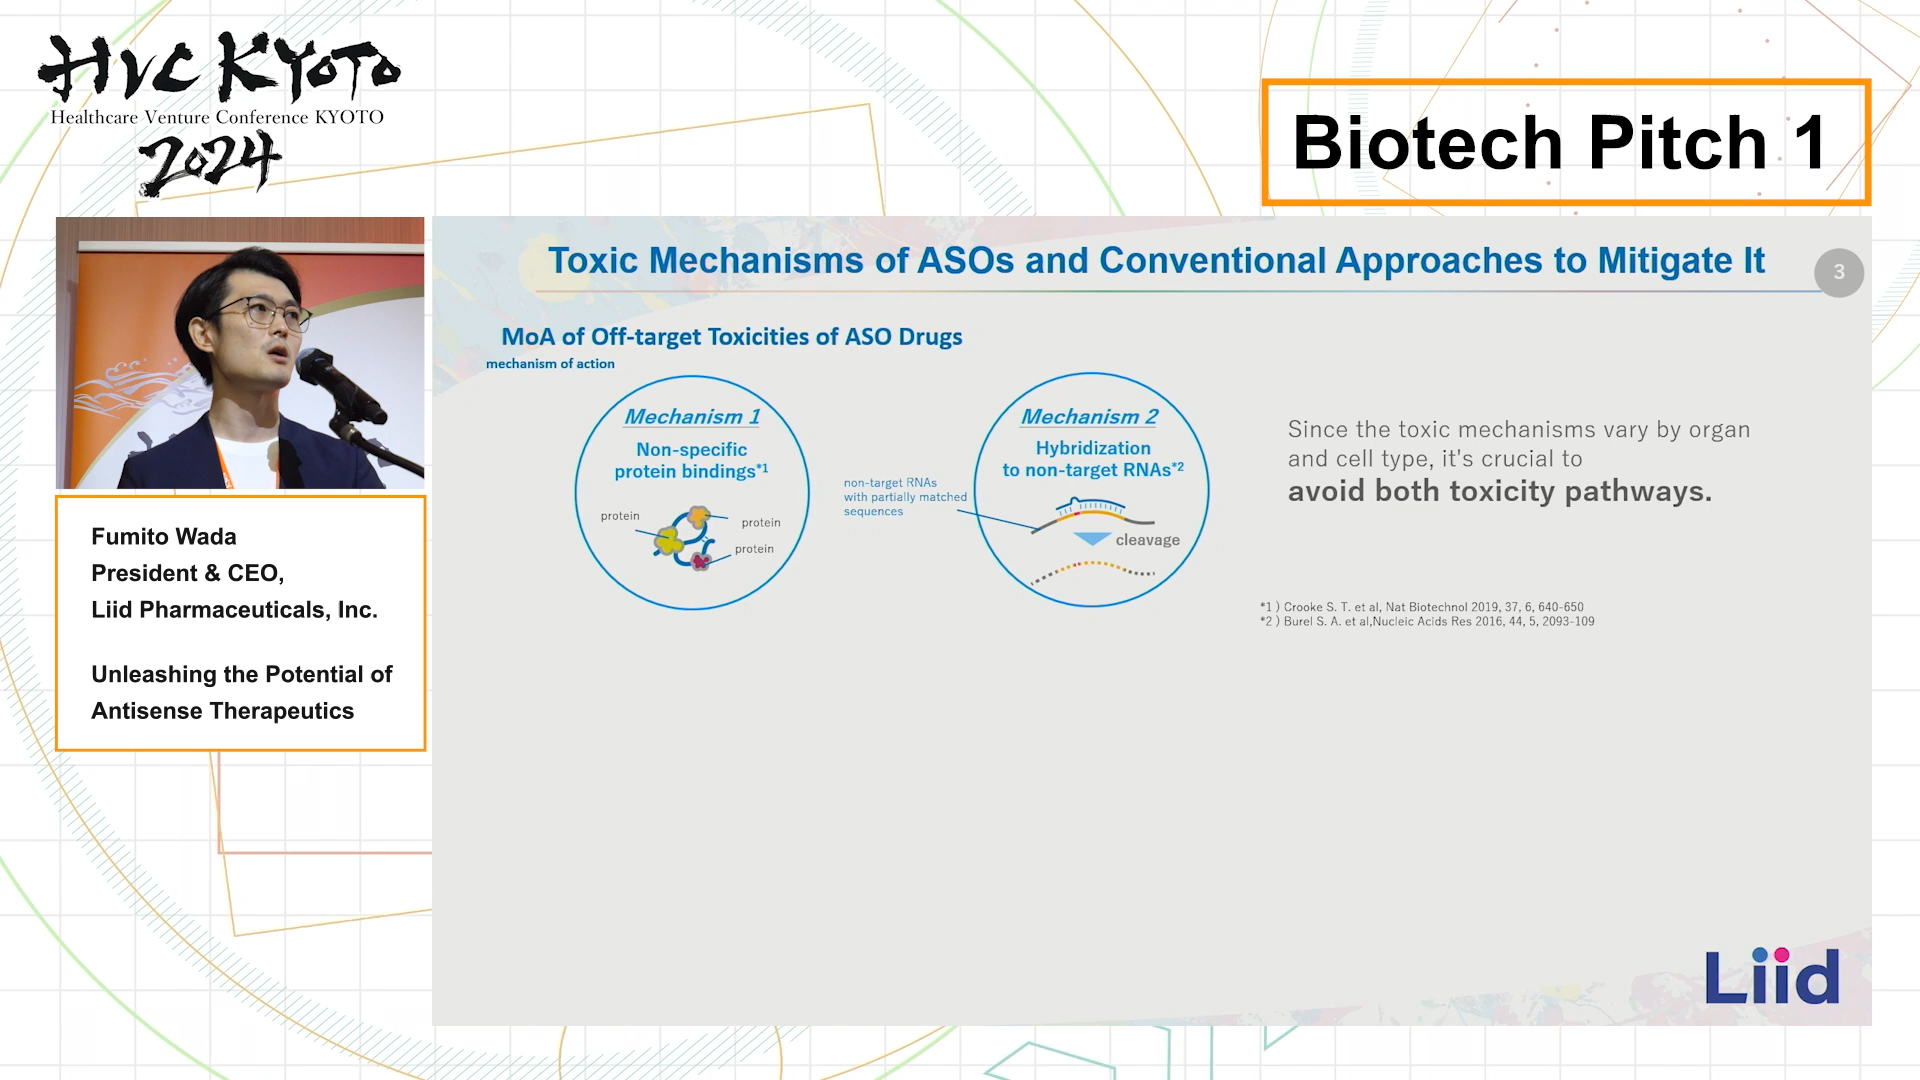 HVC KYOTO
Healthcare Venture Conference KYOTO
2024
Biotech Pitch 1
Fumito Wada
President & CEO,
Liid Pharmaceuticals, Inc.
Unleashing the Potential of
Antisense Therapeutics
Toxic Mechanisms of ASOs and Conventional Approaches to Mitigate It
3
MoA of Off-target Toxicities of ASO Drugs
mechanism of action
Mechanism 1
Non-specific
protein bindings*1
protein
protein
protein
non-target RNAs
with partially matched
sequences
Mechanism 2
Hybridization
to non-target RNAs*2
cleavage
Since the toxic mechanisms vary by organ
and cell type, it's crucial to
avoid both toxicity pathways.
*1 ) Crooke S. T. et al, Nat Biotechnol 2019, 37, 6, 640-650
*2 ) Burel S. A. et al,Nucleic Acids Res 2016, 44, 5, 2093-109
Liid